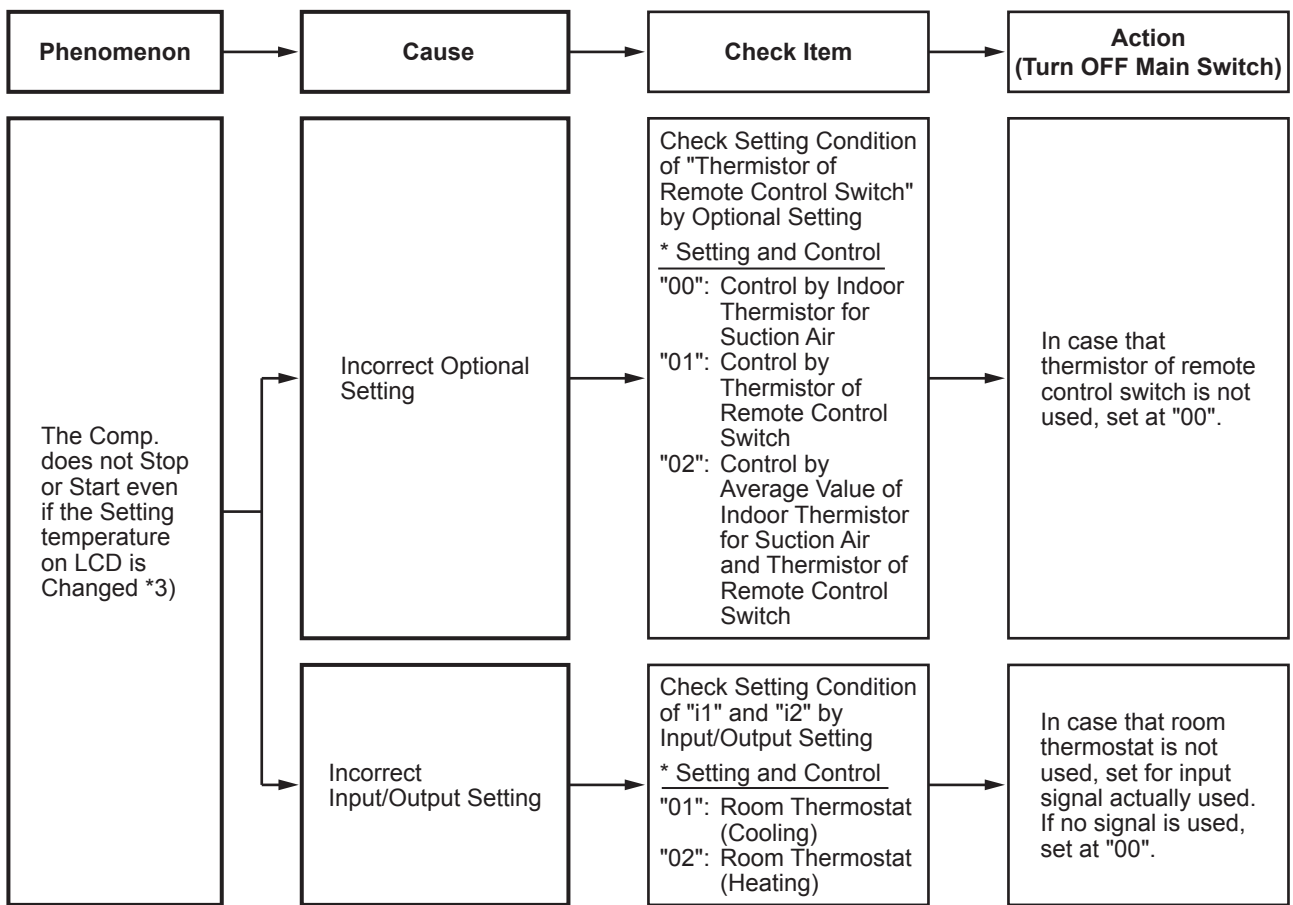 Phenomenon
Cause
Check Item
Action
(Turn OFF Main Switch)
The Comp.
does not Stop
or Start even
if the Setting
temperature
on LCD is
Changed *3)
Incorrect Optional
Setting
Check Setting Condition
of "Thermistor of
Remote Control Switch"
by Optional Setting
* Setting and Control
"00": Control by Indoor
Thermistor for
Suction Air
"01": Control by
Thermistor of
Remote Control
Switch
"02": Control by
Average Value of
Indoor Thermistor
for Suction Air
and Thermistor of
Remote Control
Switch
In case that
thermistor of remote
control switch is not
used, set at "00".
Incorrect
Input/Output Setting
Check Setting Condition
of "i1" and "i2" by
Input/Output Setting
* Setting and Control
"01": Room Thermostat
(Cooling)
"02": Room Thermostat
(Heating)
In case that room
thermostat is not
used, set for input
signal actually used.
If no signal is used,
set at "00".